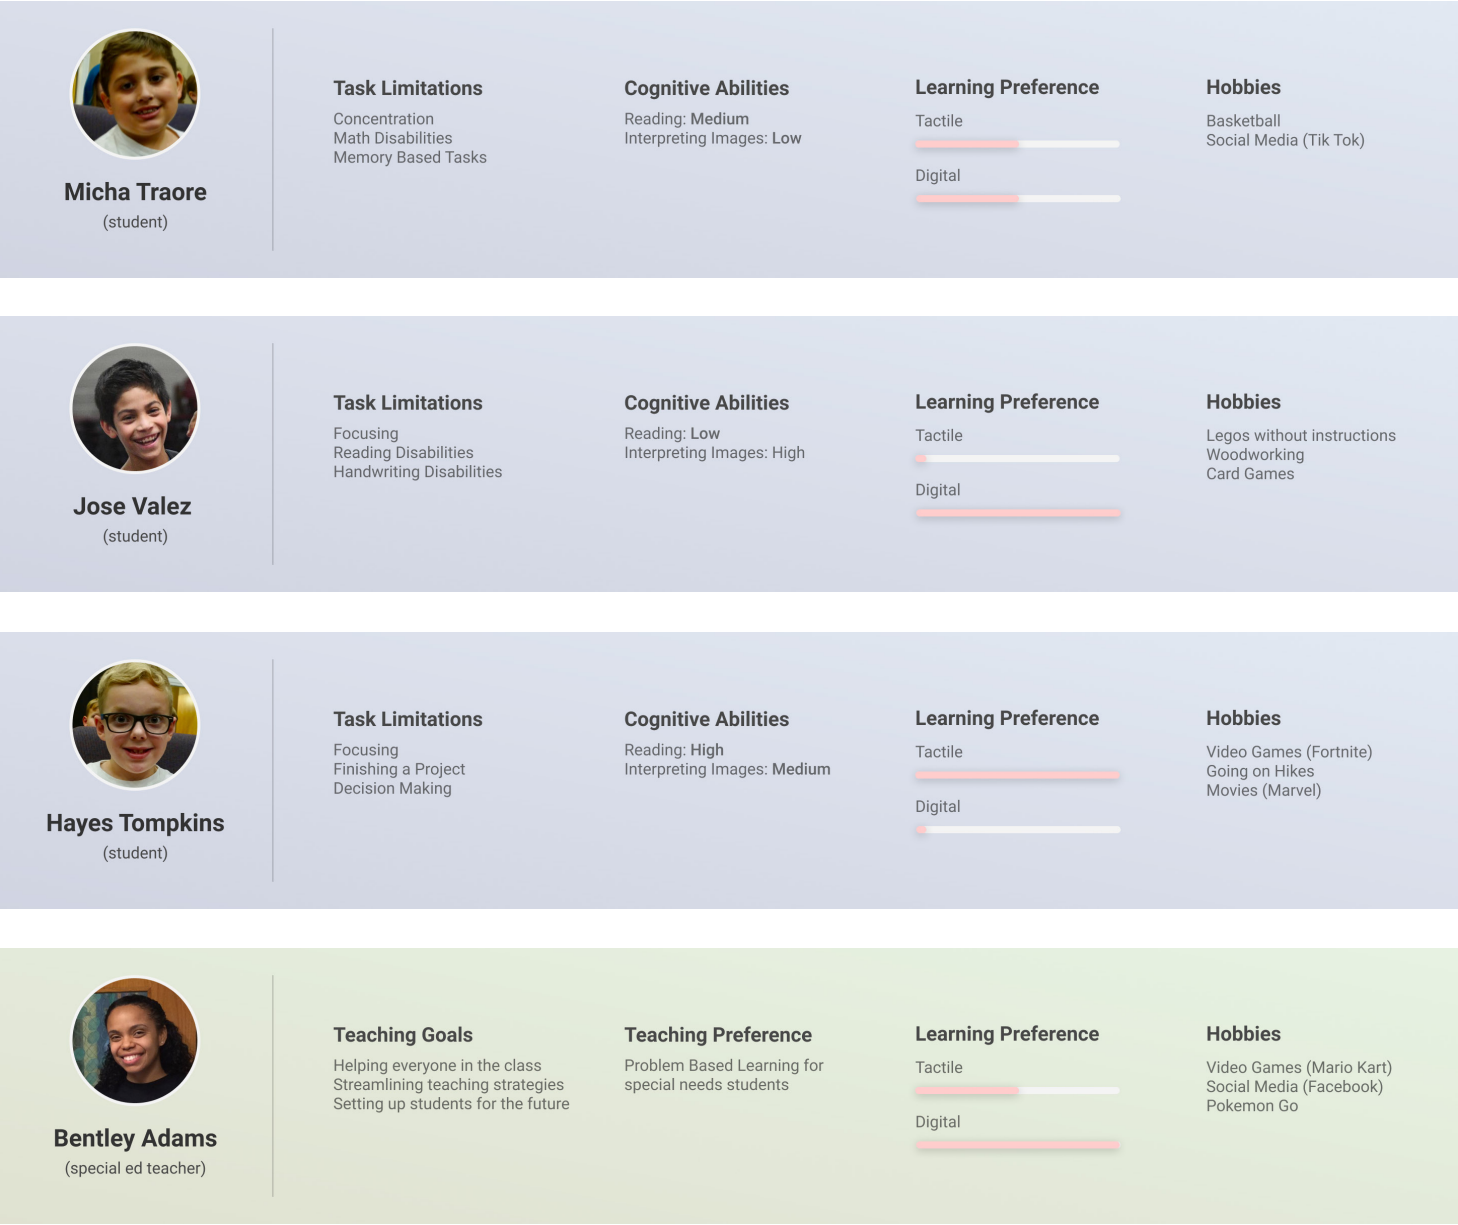 Micha Traore
(student)
Task Limitations
Concentration
Math Disabilities
Memory Based Tasks
Cognitive Abilities
Reading: Medium
Interpreting Images: Low
Learning Preference
Tactile
Digital
Hobbies
Basketball
Social Media (Tik Tok)
Jose Valez
(student)
Task Limitations
Focusing
Reading Disabilities
Handwriting Disabilities
Cognitive Abilities
Reading: Low
Interpreting Images: High
Learning Preference
Tactile
Digital
Hobbies
Legos without instructions
Woodworking
Card Games
Hayes Tompkins
(student)
Task Limitations
Focusing
Finishing a Project
Decision Making
Cognitive Abilities
Reading: High
Interpreting Images: Medium
Learning Preference
Tactile
Digital
Hobbies
Video Games (Fortnite)
Going on Hikes
Movies (Marvel)
Bentley Adams
(special ed teacher)
Teaching Goals
Helping everyone in the class
Streamlining teaching strategies
Setting up students for the future
Teaching Preference
Problem Based Learning for
special needs students
Learning Preference
Tactile
Digital
Hobbies
Video Games (Mario Kart)
Social Media (Facebook)
Pokemon Go